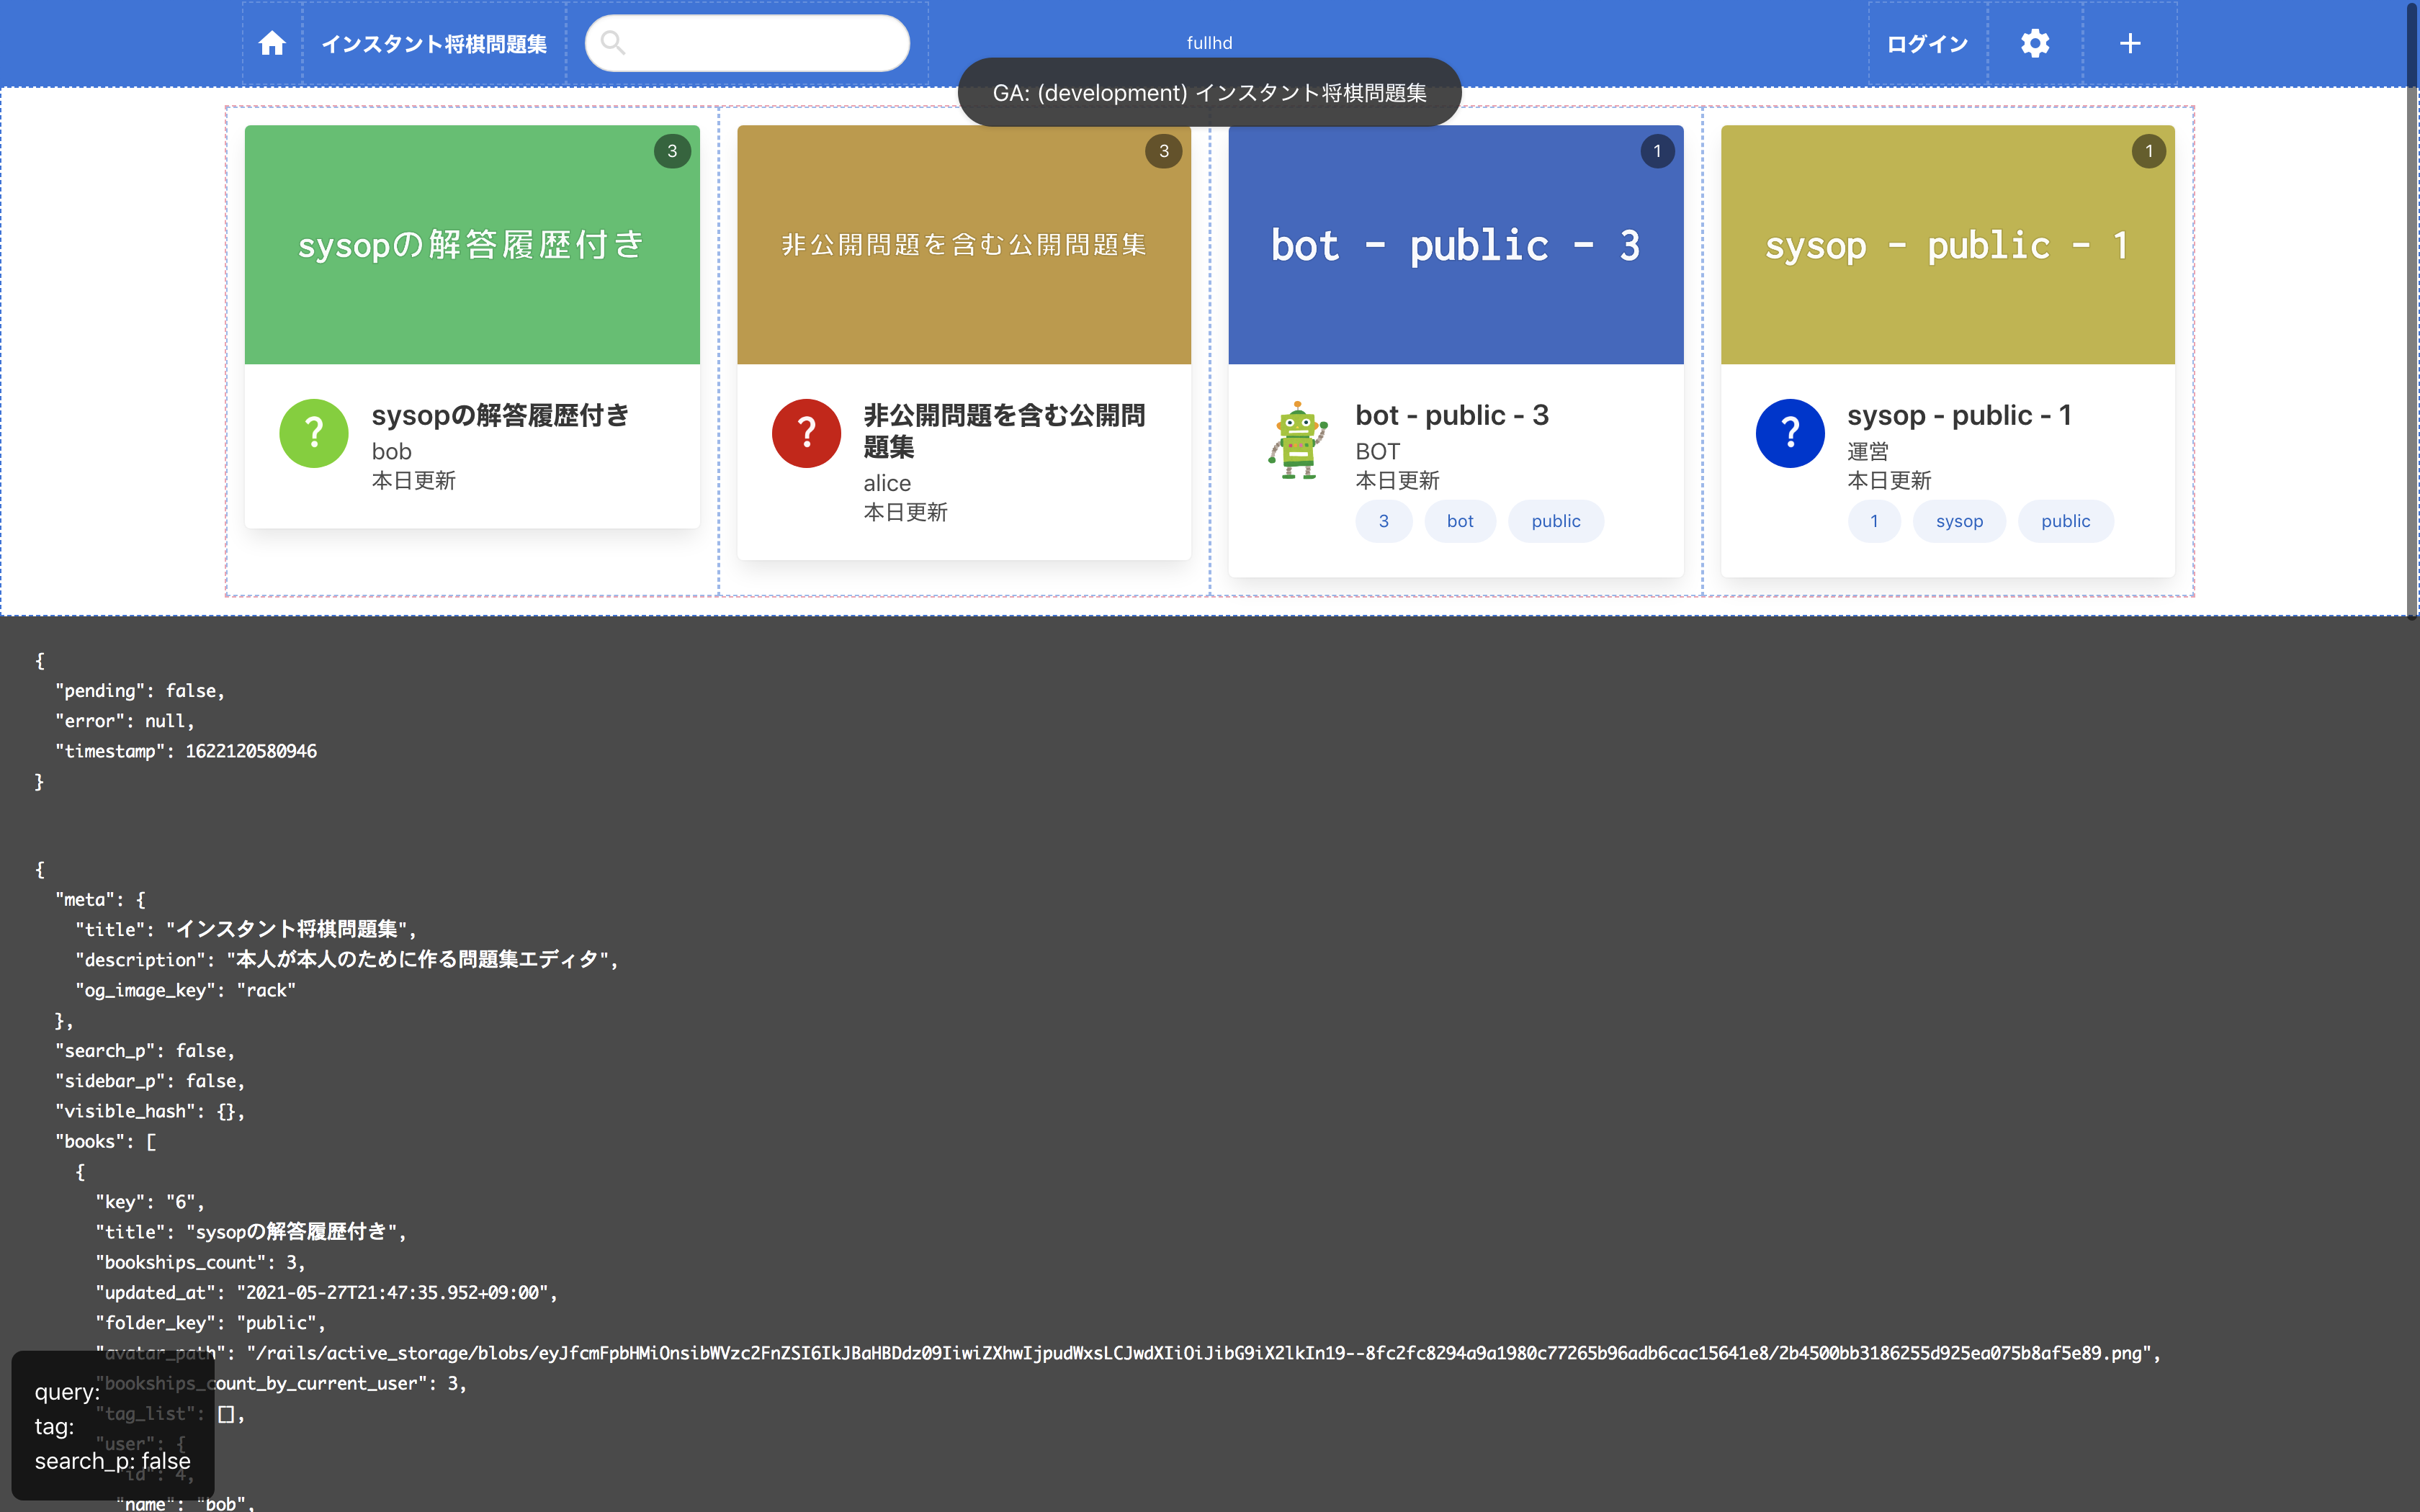 インスタント将棋問題集
fullhd
ログイン
GA: (development) インスタント将棋問題集
3
sysopの解答履歴付き
?
sysopの解答履歴付き
bob
本日更新
3
非公開問題を含む公開問題集
?
非公開問題を含む公開問
題集
alice
本日更新
1
bot - public - 3
bot - public - 3
BOT
本日更新
3 bot public
1
sysop - public - 1
?
sysop - public - 1
運営
本日更新
1 sysop public
{
"pending": false,
"error": null,
"timestamp": 1622120580946
}
{
"meta": {
"title": "インスタント将棋問題集",
"description": "本人が本人のために作る問題集エディタ",
"og_image_key": "rack"
},
"search_p": false,
"sidebar_p": false,
"visible_hash": {},
"books": [
{
"key": "6",
"title": "sysopの解答履歴付き",
"bookships_count": 3,
"updated_at": "2021-05-27T21:47:35.952+09:00",
"folder_key": "public",
"avatar_path": "/rails/active_storage/blobs/eyJfcmFpbHMiOnsibWVzc2FnZSI6IkJBaHBDdz09IiwiZXhwIjpudWxsLCJwdXIiOiJibG9iX2lkIn19--8fc2fc8294a9a1980c77265b96adb6cac15641e8/2b4500bb3186255d925ea075b8af5e89.png",
"bookships_count_by_current_user": 3,
"tag_list": [],
"user": {
"id": 4,
"name": "bob",
query:
tag:
search_p: false